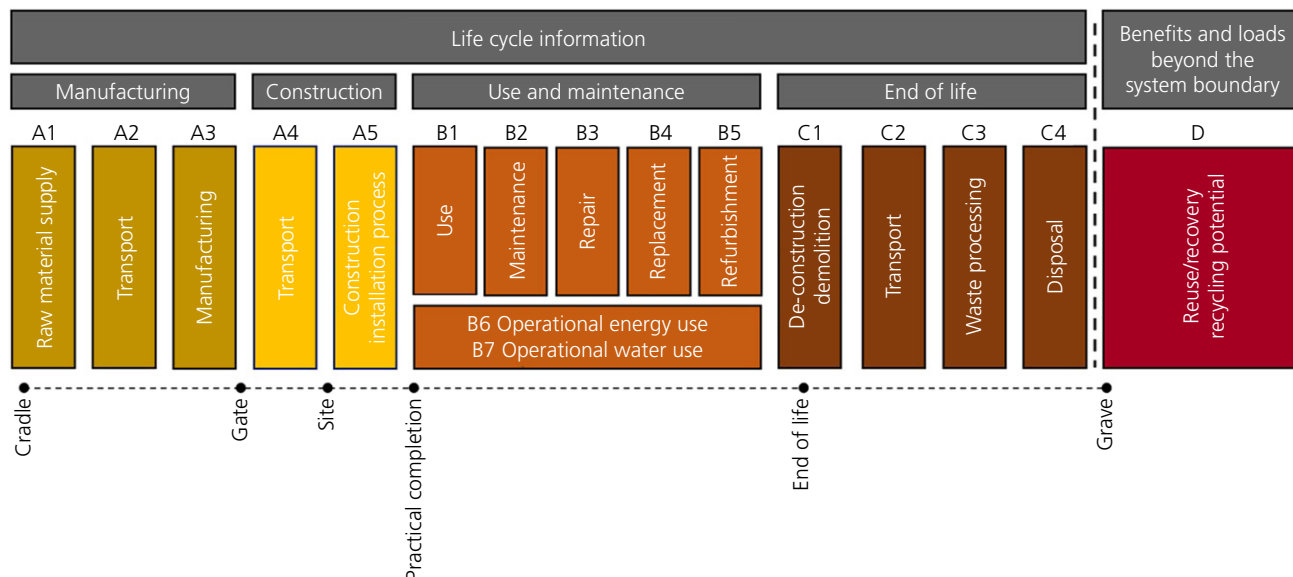 Life cycle information
Benefits and loads
beyond the
system boundary
Manufacturing
Construction
Use and maintenance
End of life
A1
A2
A3
A4
A5
B1
B2
B3
B4
B5
C1
C2
C3
C4
D
Raw material supply
Transport
Manufacturing
Transport
Construction
installation process
Use
Maintenance
Repair
Replacement
Refurbishment
B6 Operational energy use
B7 Operational water use
De-construction
demolition
Transport
Waste processing
Disposal
Reuse/recovery
recycling potential
Cradle
Gate
Site
Practical completion
End of life
Grave